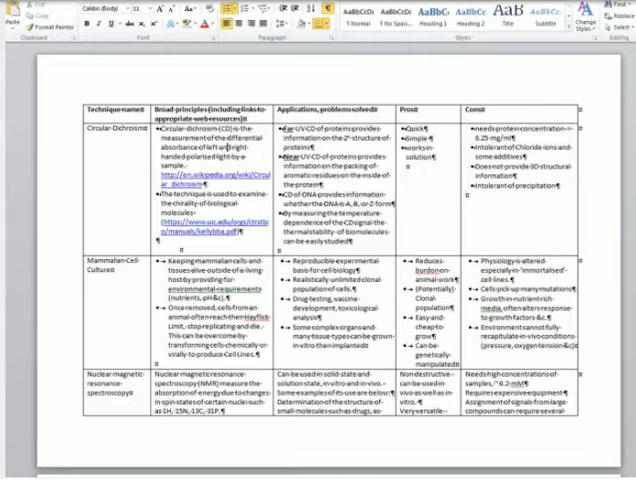 Cut
Copy
Paste
Format Painter
Clipboard
Calibri (Body)
11
Font
Paragraph
AaBbCcDc
AaBbCcDc
AaBbC
AaBbCc
AaB
AaBbCc.
¶ Normal
¶ No Spaci...
Heading 1
Heading 2
Title
Subtitle
Styles
Change
Styles
Find
Replace
Select
Editing
Technique name
Broad principles (including links to
appropriate web resources)
Applications, problems solved
Pros
Cons
Circular Dichroism
Circular dichroism (CD) is the
measurement of the differential
absorbance of left and right-
handed polarised light by a
sample.
http://en.wikipedia.org/wiki/Circul
ar_dichroism
The technique is used to examine
the chirality of biological
molecules
(https://www.uic.edu/orgs/ctrstbi
o/manuals/kellybba.pdf)
Far UV CD of proteins provides
information on the 2° structure of
proteins
Near UV CD of proteins provides
information on the packing of
aromatic residues on the inside of
the protein
CD of DNA provides information
whether the DNA is A, B, or Z form
By measuring the temperature
dependence of the CD signal the
thermal stability of biomolecules
can be easily studied
Quick
Simple
works in
solution
needs protein concentration >
0.25 mg/ml
Intolerant of Chloride ions and
some additives
Does not provide 3D structural
information
Intolerant of precipitation
Mammalian Cell
Culture
Keeping mammalian cells and
tissues alive outside of a living
host by providing for
environmental requirements
(nutrients, pH &c).
Once removed, cells from an
animal often reach their Hayflick
Limit, stop replicating and die.
This can be overcome by
transforming cells chemically or
virally to produce Cell Lines.
Reproducible experimental
basis for cell biology
Realistically unlimited clonal
population of cells.
Drug testing, vaccine
development, toxicological
analysis
Some complex organs and
many tissue types can be grown
in vitro then implanted
Reduces
burden on
animal work
(Potentially)
Clonal
population
Easy and
cheap to
grow
Can be
genetically
manipulated
Physiology is altered
especially in 'immortalised'
cell lines.
Cells pick up many mutations
Growth in nutrient rich
media, often alters response
to growth factors &c.
Environment cannot fully
recapitulate in vivo conditions
(pressure, oxygen tension &c)
Nuclear magnetic
resonance
spectroscopy
Nuclear magnetic resonance
spectroscopy (NMR) measure the
absorption of energy due to changes
in spin states of certain nuclei such
as 1H, 15N, 13C, 31P.
Can be used in solid state and
solution state, in vitro and in vivo.
Some examples of its use are below:
Determination of the structure of
small molecules such as drugs, as
Non destructive
can be used in
vivo as well as in
vitro.
Very versatile
Needs high concentrations of
samples, ~ 0.2 mM
Requires expensive equipment
Assignment of signals from large
compounds can require several